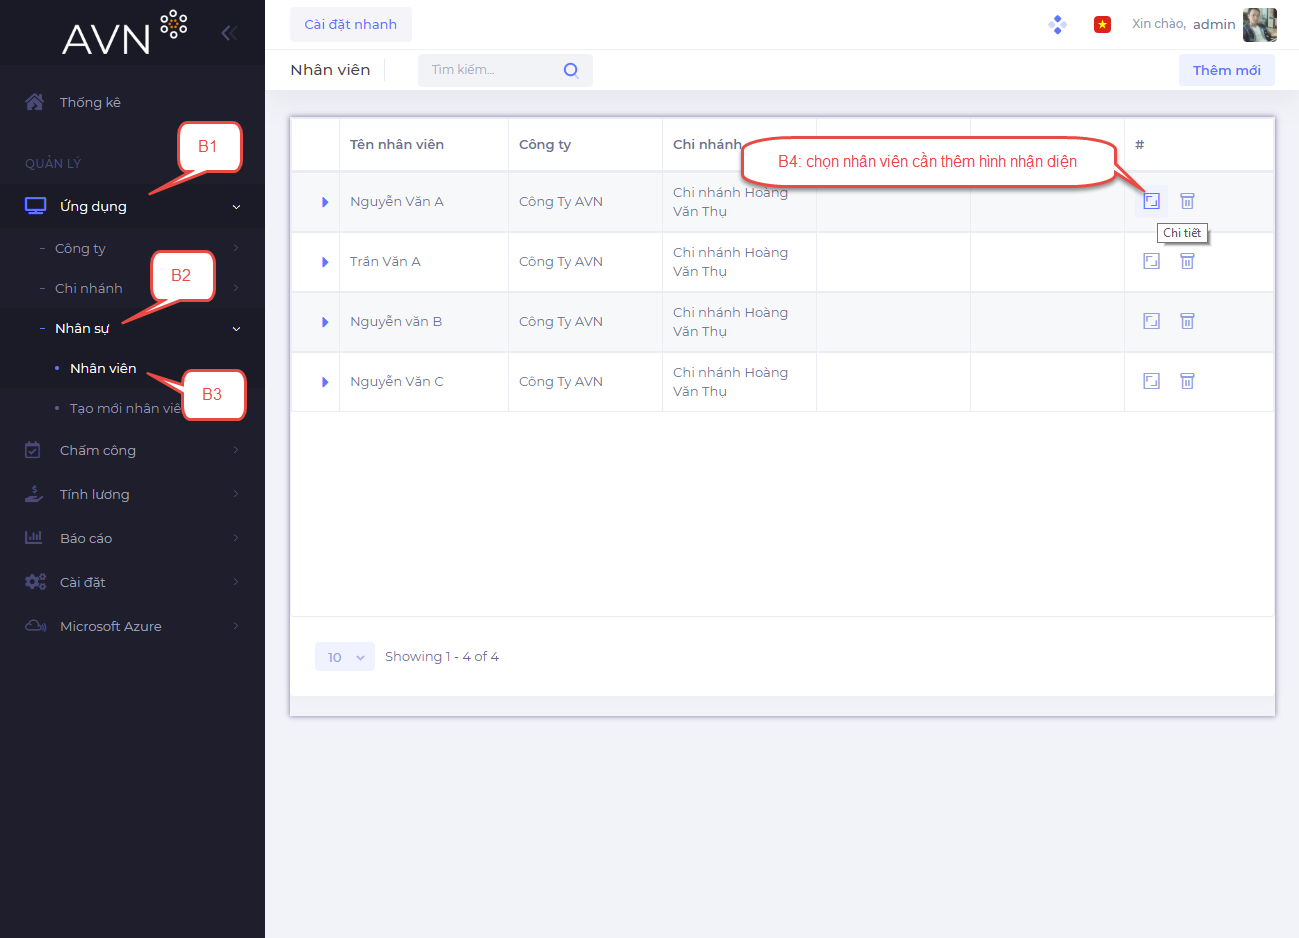 AVN
Cài đặt nhanh
Xin chào, admin
Nhân viên
Tìm kiếm...
Thêm mới
Thống kê
QUẢN LÝ
B1
Ứng dụng
Công ty
B2
Chi nhánh
Nhân sự
Nhân viên
B3
Tạo mới nhân viê
Chấm công
Tính lương
Báo cáo
Cài đặt
Microsoft Azure
Tên nhân viên Công ty Chi nhánh #
B4: chọn nhân viên cần thêm hình nhận diện
Nguyễn Văn A Công Ty AVN Chi nhánh Hoàng
Văn Thụ
Chi tiết
Trần Văn A Công Ty AVN Chi nhánh Hoàng
Văn Thụ
Nguyễn văn B Công Ty AVN Chi nhánh Hoàng
Văn Thụ
Nguyễn Văn C Công Ty AVN Chi nhánh Hoàng
Văn Thụ
10 Showing 1 - 4 of 4